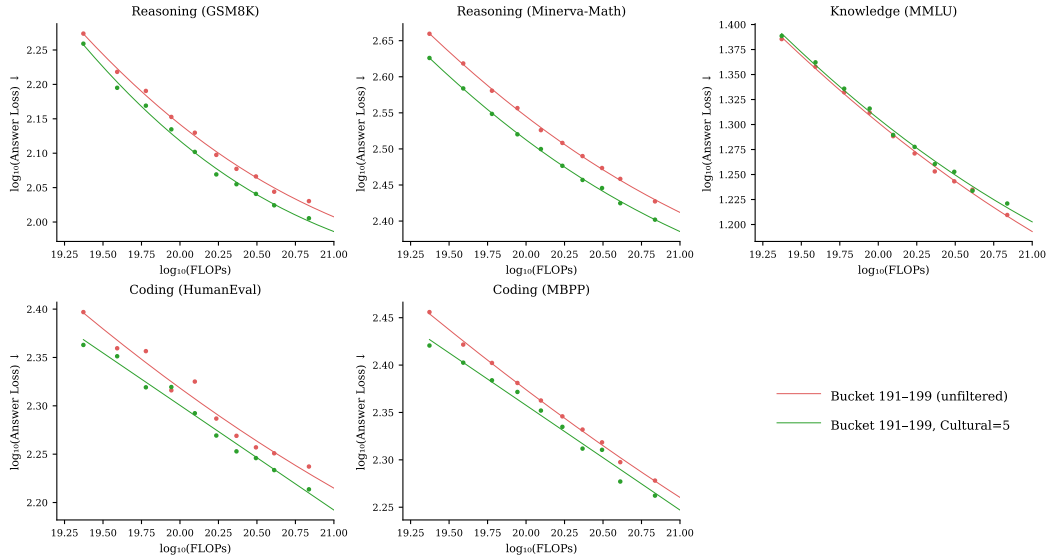 Reasoning (GSM8K)
log₁₀(Answer Loss) ↓
2.25
2.20
2.15
2.10
2.05
2.00
19.25 19.50 19.75 20.00 20.25 20.50 20.75 21.00
log₁₀(FLOPs)
Reasoning (Minerva-Math)
log₁₀(Answer Loss) ↓
2.65
2.60
2.55
2.50
2.45
2.40
19.25 19.50 19.75 20.00 20.25 20.50 20.75 21.00
log₁₀(FLOPs)
Knowledge (MMLU)
log₁₀(Answer Loss) ↓
1.400
1.375
1.350
1.325
1.300
1.275
1.250
1.225
1.200
19.25 19.50 19.75 20.00 20.25 20.50 20.75 21.00
log₁₀(FLOPs)
Coding (HumanEval)
log₁₀(Answer Loss) ↓
2.40
2.35
2.30
2.25
2.20
19.25 19.50 19.75 20.00 20.25 20.50 20.75 21.00
log₁₀(FLOPs)
Coding (MBPP)
log₁₀(Answer Loss) ↓
2.45
2.40
2.35
2.30
2.25
19.25 19.50 19.75 20.00 20.25 20.50 20.75 21.00
log₁₀(FLOPs)
Bucket 191–199 (unfiltered)
Bucket 191–199, Cultural=5